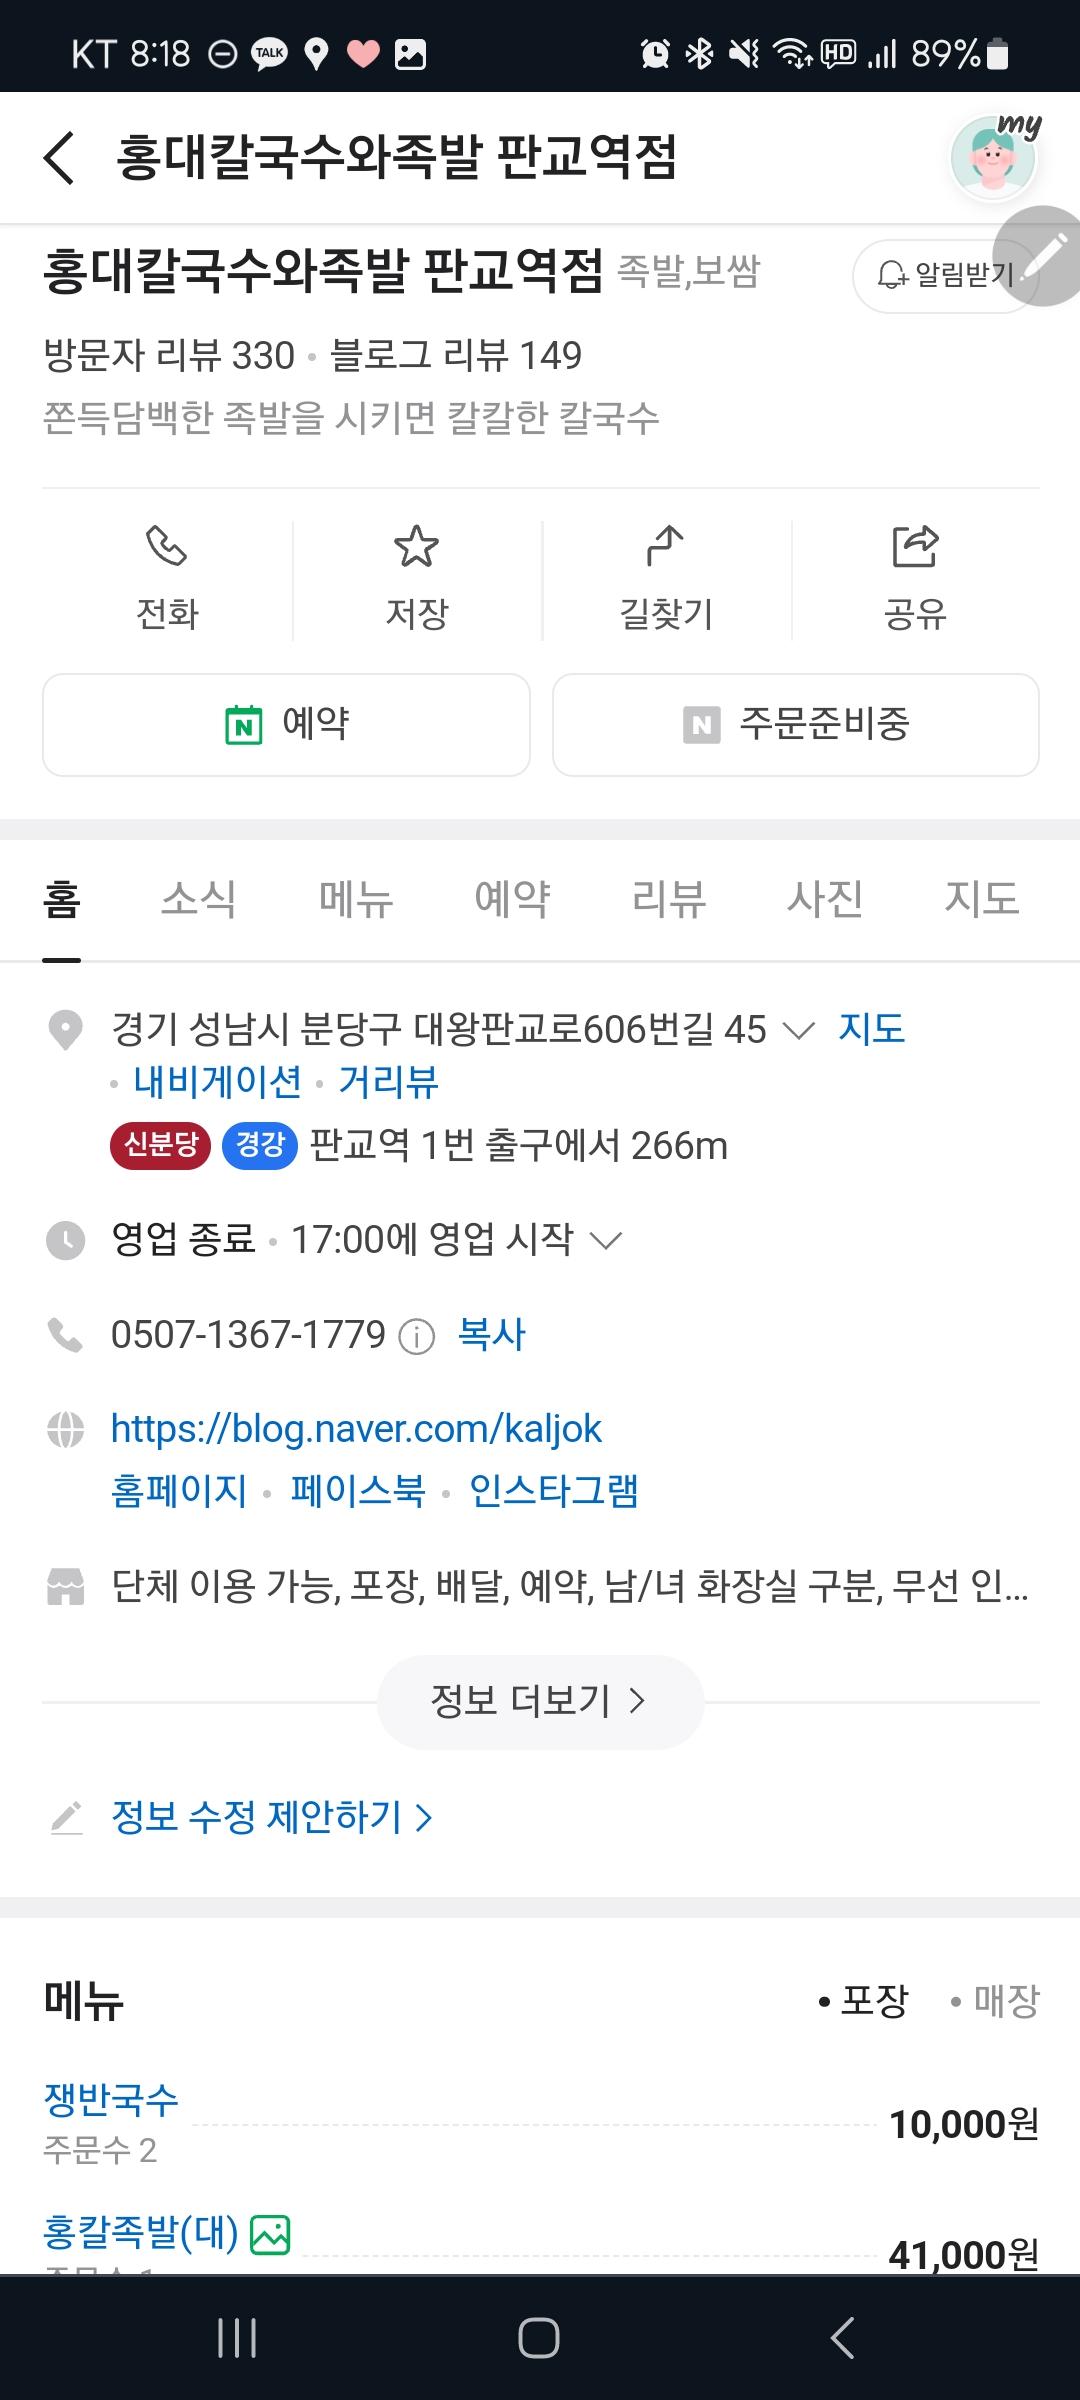 KT 8:18 TALK HD 89%
홍대칼국수와족발 판교역점
my
홍대칼국수와족발 판교역점 족발,보쌈 알림받기
방문자 리뷰 330 • 블로그 리뷰 149
쫀득담백한 족발을 시키면 칼칼한 칼국수
전화 저장 길찾기 공유
N 예약 N 주문준비중
홈 소식 메뉴 예약 리뷰 사진 지도
경기 성남시 분당구 대왕판교로606번길 45 지도
• 내비게이션 • 거리뷰
신분당 경강 판교역 1번 출구에서 266m
영업 종료 • 17:00에 영업 시작
0507-1367-1779 복사
https://blog.naver.com/kaljok
홈페이지 • 페이스북 • 인스타그램
단체 이용 가능, 포장, 배달, 예약, 남/녀 화장실 구분, 무선 인...
정보 더보기 >
정보 수정 제안하기 >
메뉴 • 포장 • 매장
쟁반국수 10,000원
주문수 2
홍칼족발(대) 41,000원